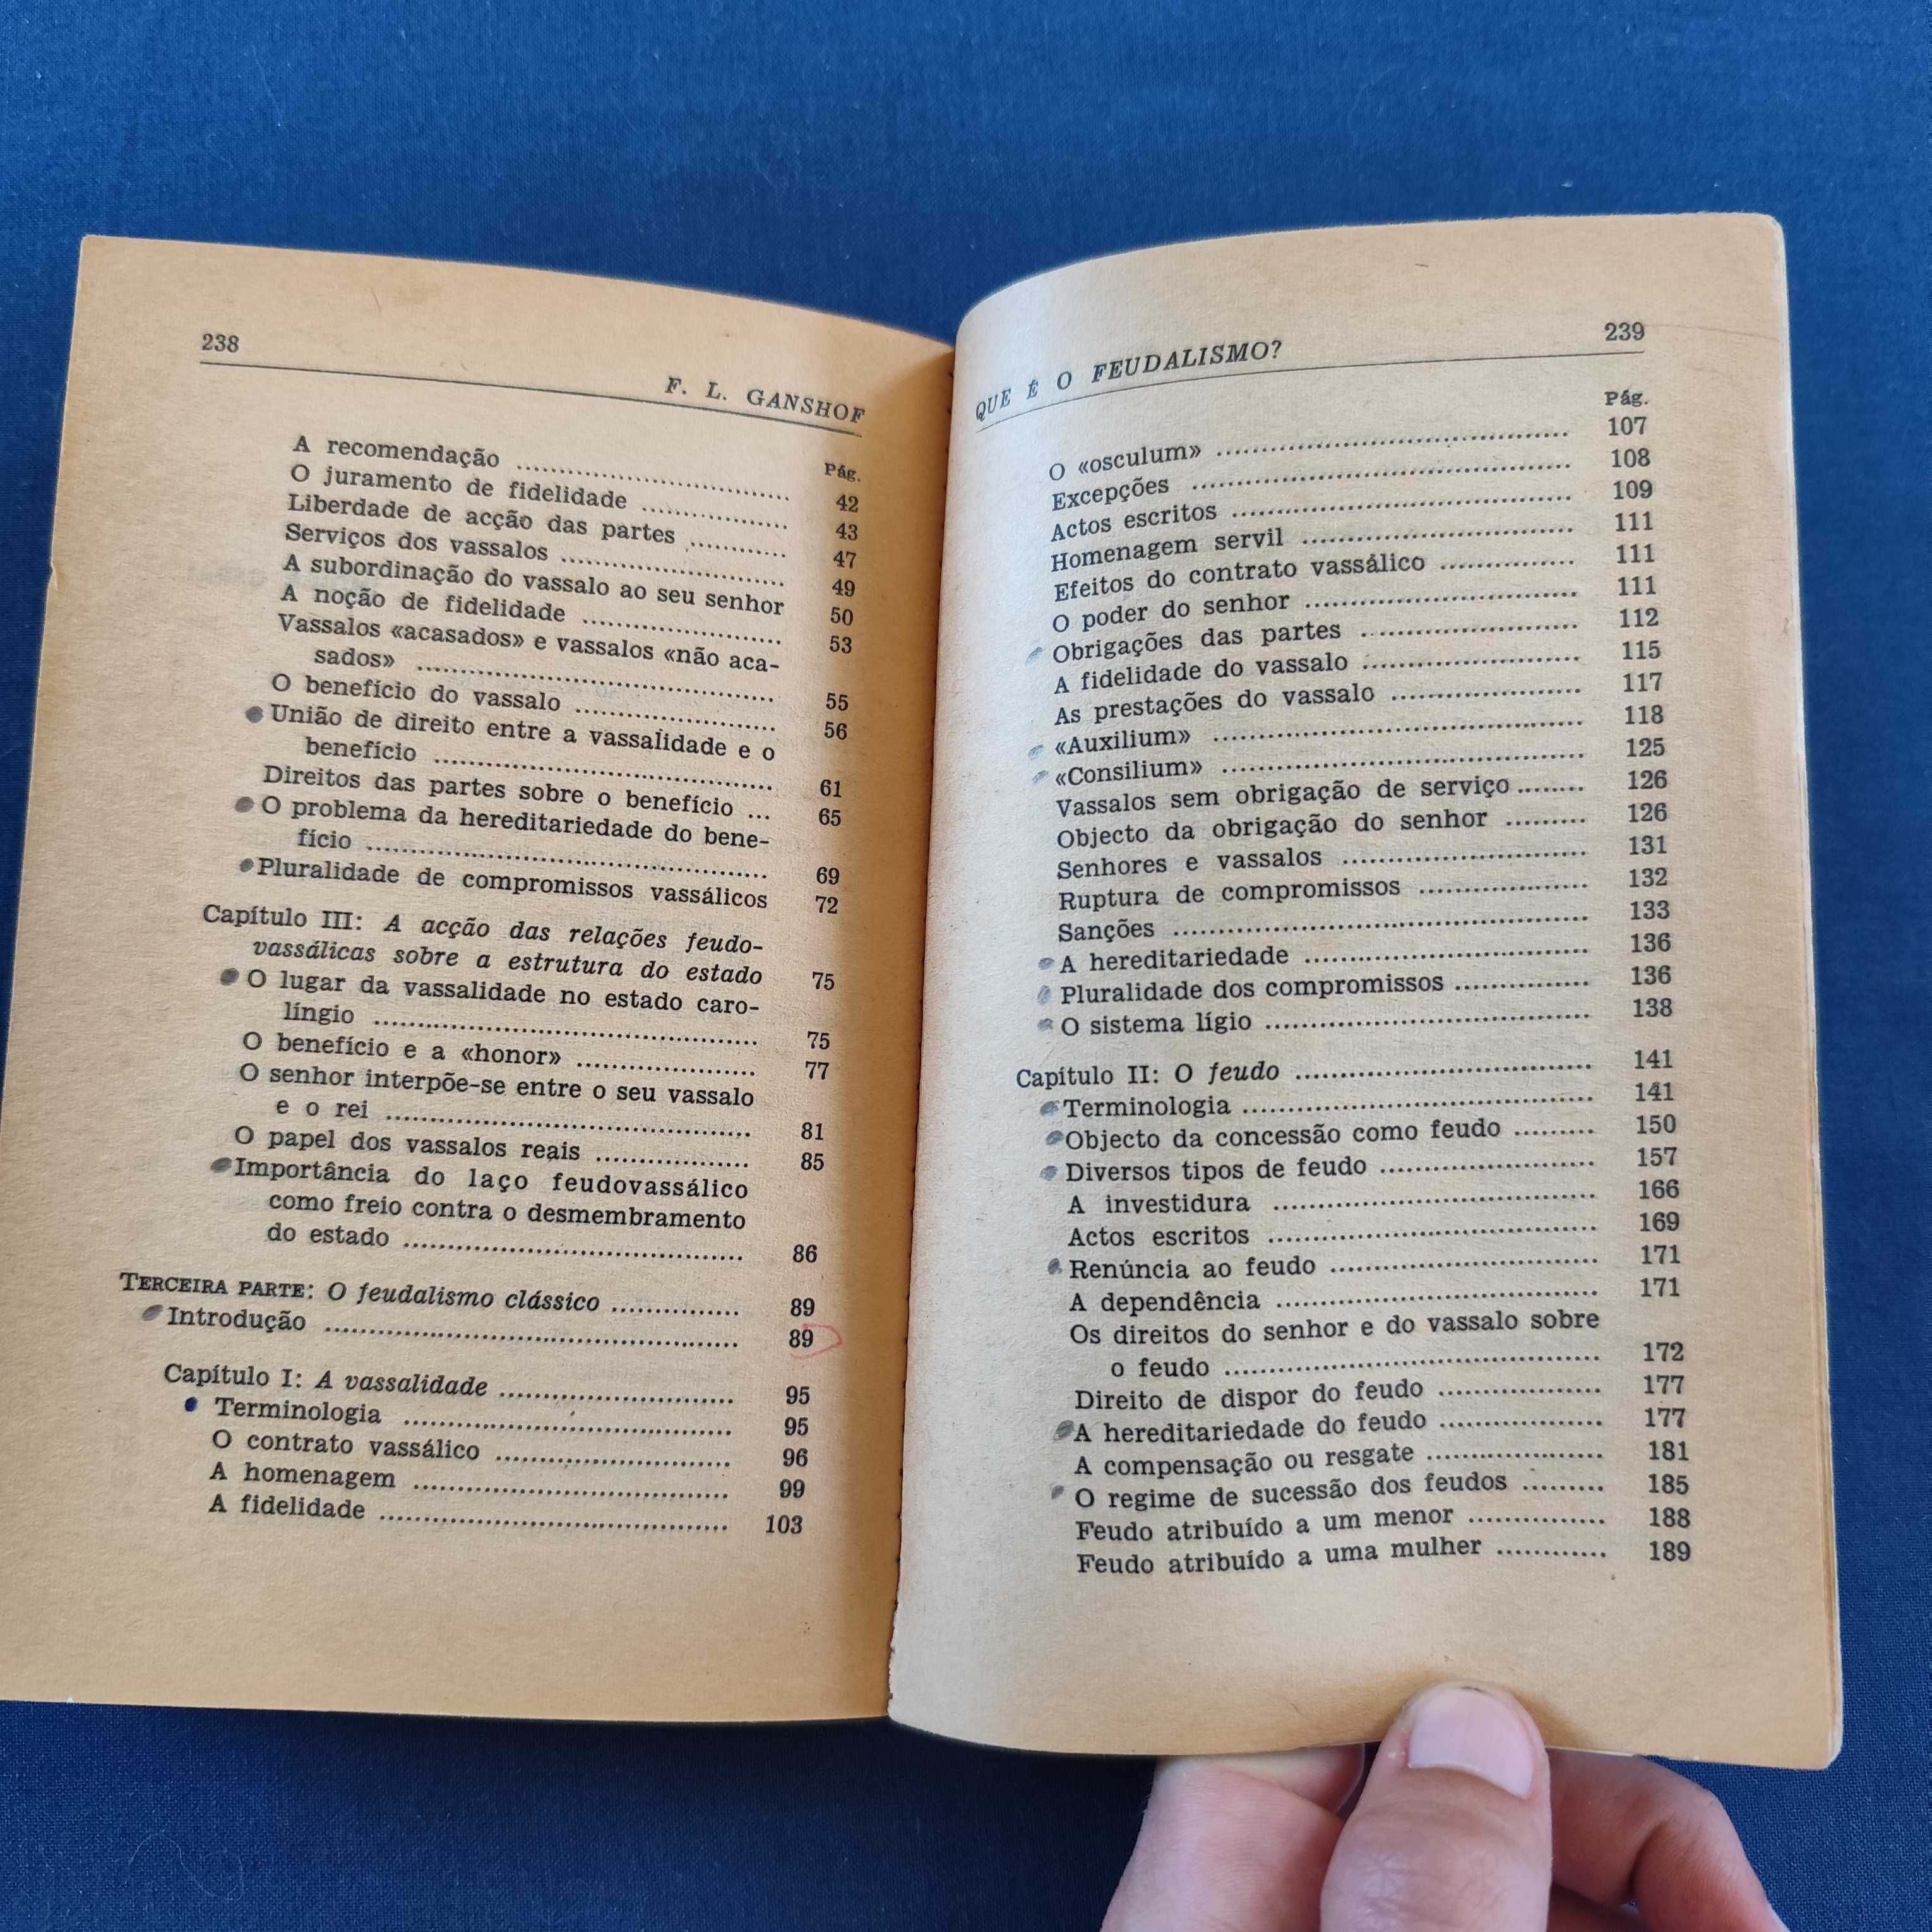 238
F. L. GANSHOF
Pág.
A recomendação ........................ 42
O juramento de fidelidade ............ 43
Liberdade de acção das partes ......... 47
Serviços dos vassalos .................. 49
A subordinação do vassalo ao seu senhor 50
A noção de fidelidade .................. 53
Vassalos «acasados» e vassalos «não aca-
sados» .............................. 55
O benefício do vassalo .................. 56
União de direito entre a vassalidade e o
benefício .............................. 61
Direitos das partes sobre o benefício ... 65
O problema da hereditariedade do bene-
fício .................................... 69
Pluralidade de compromissos vassálicos 72
Capítulo III: A acção das relações feudo-
vassálicas sobre a estrutura do estado 75
O lugar da vassalidade no estado caro-
língio .................................... 75
O benefício e a «honor» .................. 77
O senhor interpõe-se entre o seu vassalo
e o rei .................................... 81
O papel dos vassalos reais ............... 85
Importância do laço feudovassálico
como freio contra o desmembramento
do estado ................................. 86
TERCEIRA PARTE: O feudalismo clássico ............ 89
Introdução .................................... 89
Capítulo I: A vassalidade ..................... 95
Terminologia .............................. 95
O contrato vassálico ..................... 96
A homenagem ........................... 99
A fidelidade .............................. 103
QUE É O FEUDALISMO?
239
Pág.
O «osculum» .............................. 107
Excepções ................................. 108
Actos escritos .............................. 109
Homenagem servil ........................ 111
Efeitos do contrato vassálico ............ 111
O poder do senhor ........................ 111
Obrigações das partes .................. 112
A fidelidade do vassalo .................. 115
As prestações do vassalo ............... 117
«Auxilium» ................................. 118
«Consilium» .............................. 125
Vassalos sem obrigação de serviço ........ 126
Objecto da obrigação do senhor ......... 126
Senhores e vassalos ..................... 131
Ruptura de compromissos ............... 132
Sanções .................................... 133
A hereditariedade ........................ 136
Pluralidade dos compromissos ............ 136
O sistema lígio ........................... 138
Capítulo II: O feudo .............................. 141
Terminologia .............................. 141
Objecto da concessão como feudo ......... 150
Diversos tipos de feudo .................. 157
A investidura ........................... 166
Actos escritos ........................... 169
Renúncia ao feudo ........................ 171
A dependência ........................... 171
Os direitos do senhor e do vassalo sobre
o feudo .................................... 172
Direito de dispor do feudo ............... 177
A hereditariedade do feudo ............... 177
A compensação ou resgate ............... 181
O regime de sucessão dos feudos ......... 185
Feudo atribuído a um menor ............... 188
Feudo atribuído a uma mulher ............ 189